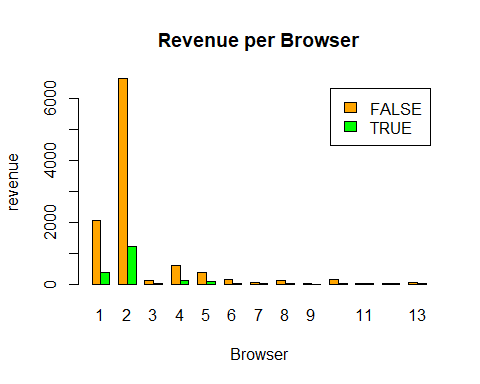 Revenue per Browser
FALSE
TRUE
6000
4000
2000
0
revenue
1 2 3 4 5 6 7 8 9 11 13
Browser